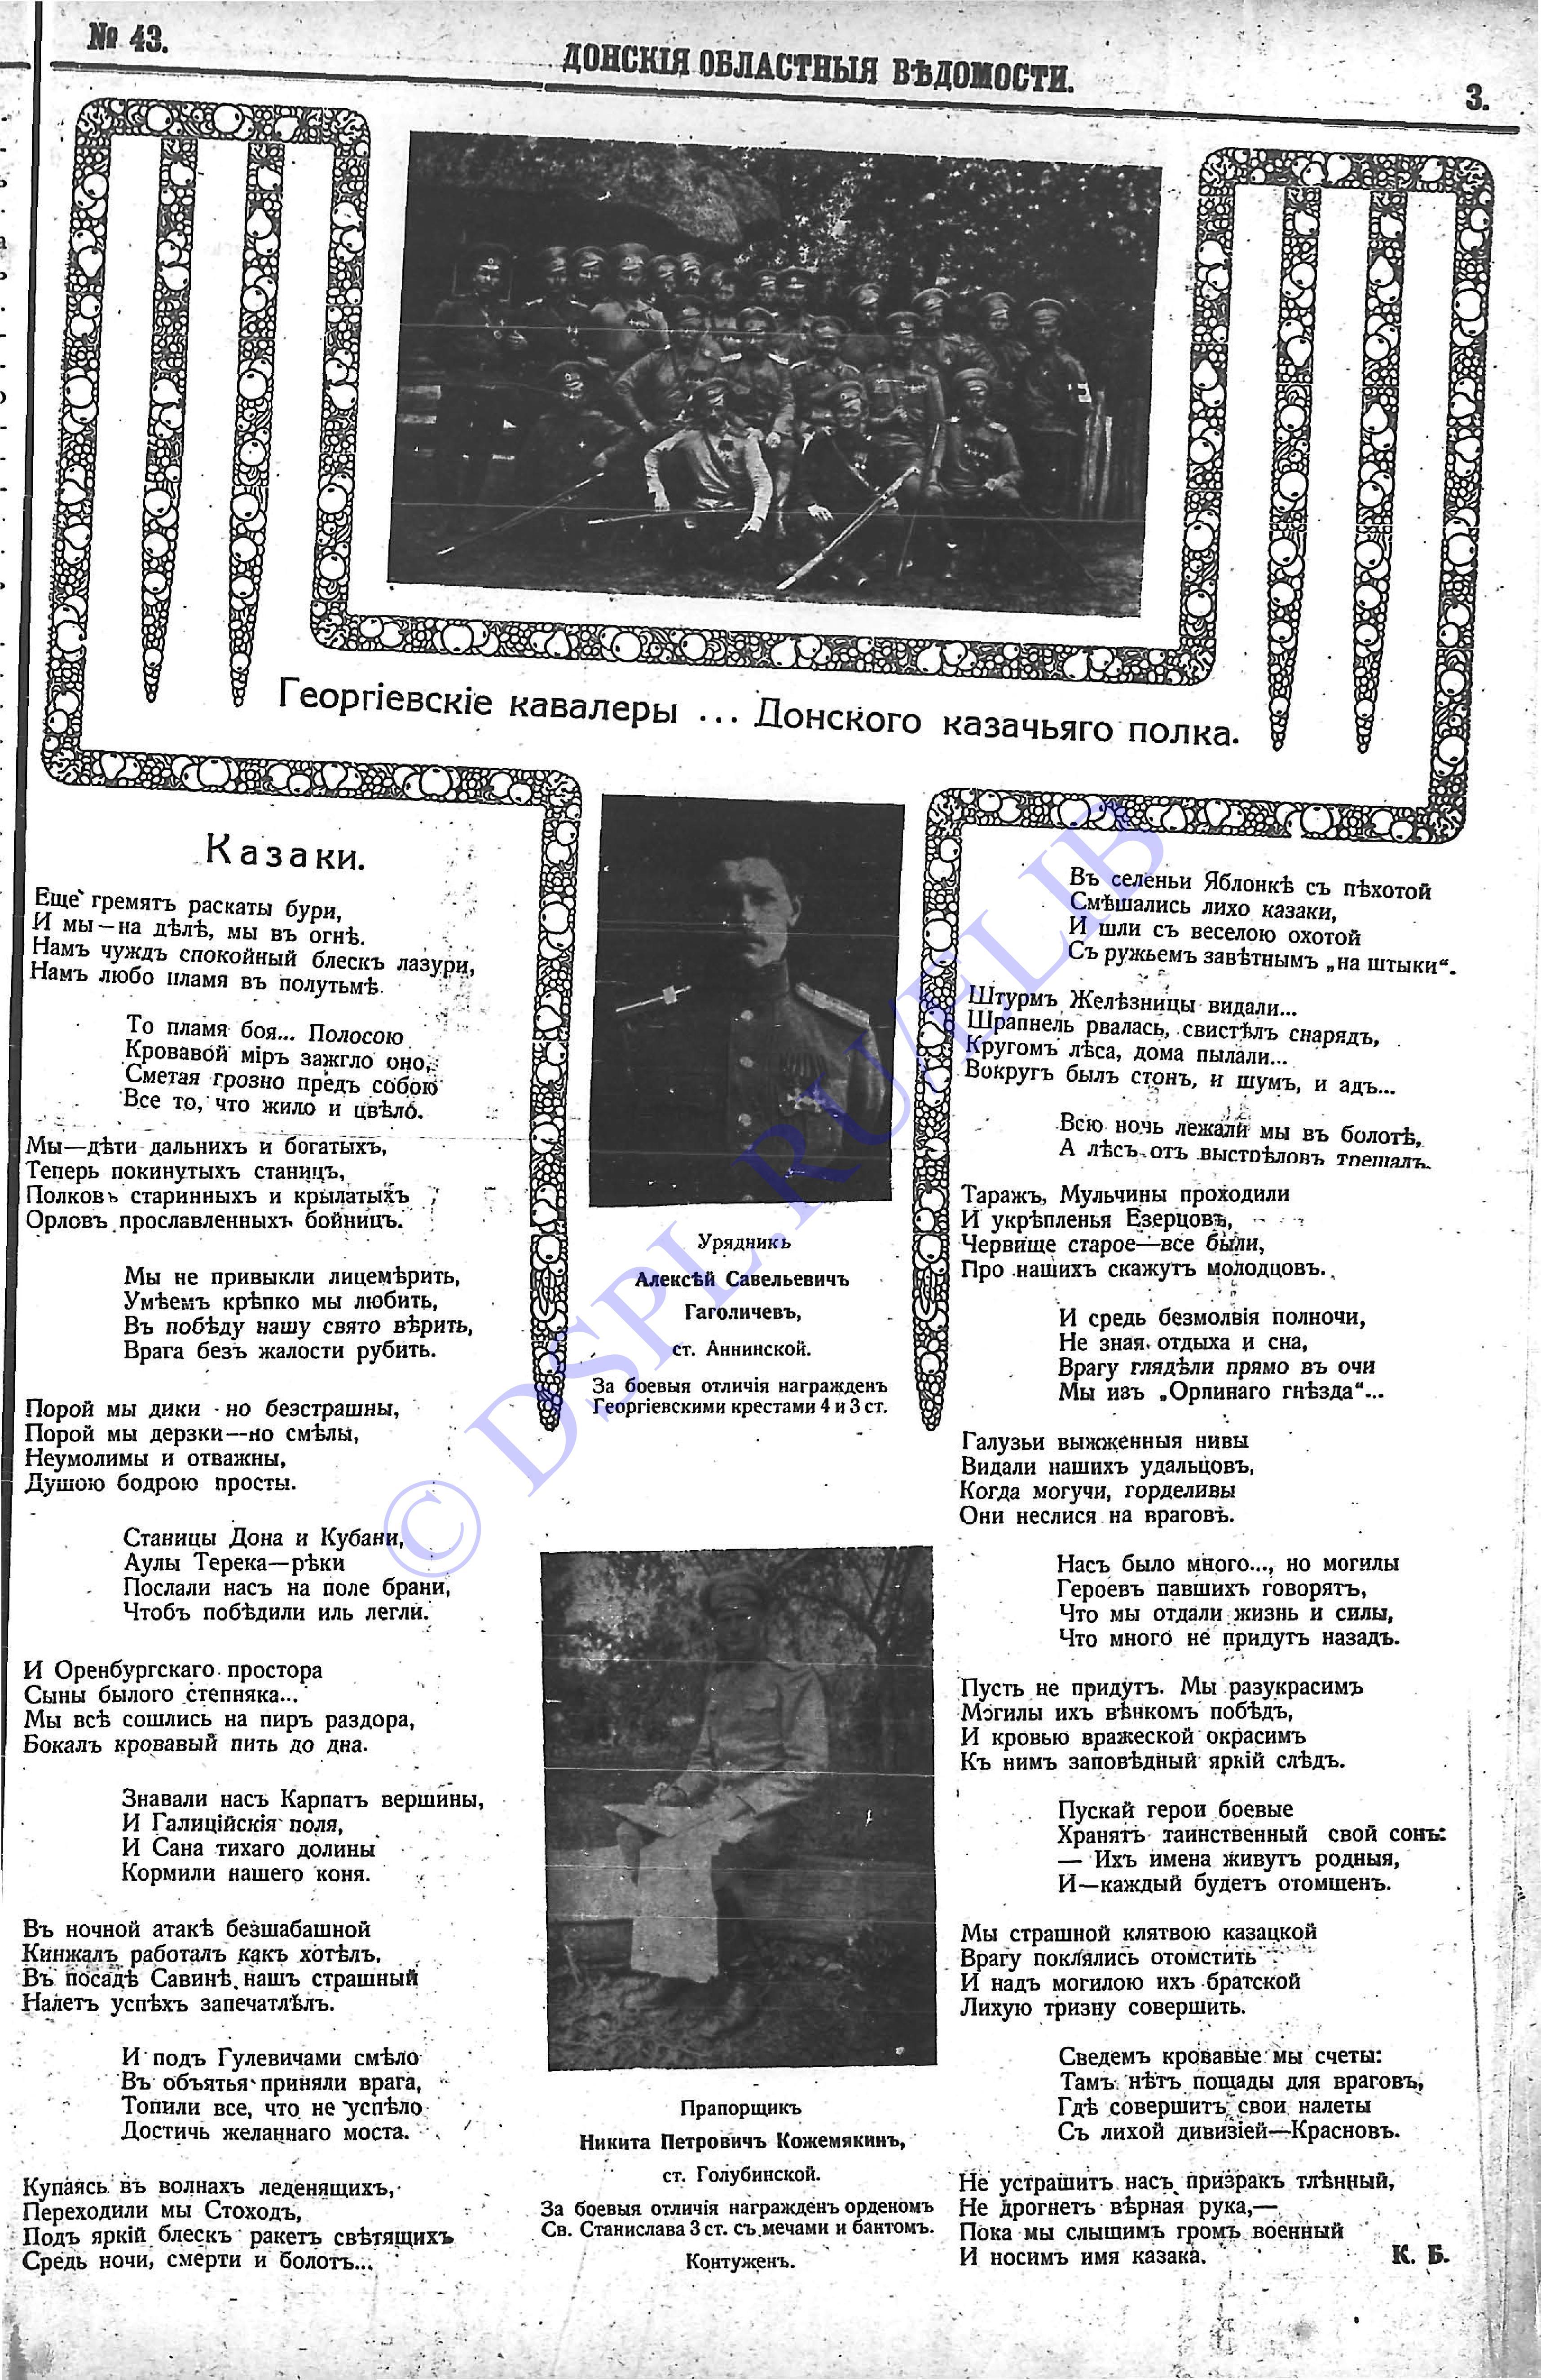 № 43.
ДОНСКІЯ ОБЛАСТНЫЯ ВѢДОМОСТИ.
3.
Георгіевскіе кавалеры ... Донского казачьяго полка.
Казаки.
Еще гремятъ раскаты бури,
И мы—на дѣлѣ, мы въ огнѣ.
Намъ чуждъ спокойный блескъ лазури,
Намъ любо пламя въ полутьмѣ.
То пламя боя... Полосою
Кровавой міръ зажгло оно,
Сметая грозно предъ собою
Все то, что жило и цвѣло.
Мы—дѣти дальнихъ и богатыхъ,
Теперь покинутыхъ станицъ,
Полковъ старинныхъ и крылатыхъ
Орловъ прославленныхъ бойницъ.
Мы не привыкли лицемѣрить,
Умѣемъ крѣпко мы любить,
Въ побѣду нашу свято вѣрить,
Врага безъ жалости рубить.
Порой мы дики - но безстрашны,
Порой мы дерзки—но смѣлы,
Неумолимы и отважны,
Душою бодрою просты.
Станицы Дона и Кубани,
Аулы Терека—рѣки
Послали насъ на поле брани,
Чтобъ побѣдили иль легли.
И Оренбургскаго простора
Сыны былого степняка...
Мы всѣ сошлись на пиръ раздора,
Бокалъ кровавый пить до дна.
Знавали насъ Карпатъ вершины,
И Галиційскія поля,
И Сана тихаго долины
Кормили нашего коня.
Въ ночной атакѣ безшабашной
Кинжалъ работалъ какъ хотѣлъ,
Въ посадѣ Савинѣ нашъ страшный
Налетъ успѣхъ запечатлѣлъ.
И подъ Гулевичами смѣло
Въ объятья приняли врага,
Топили все, что не успѣло
Достичь желаннаго моста.
Купаясь въ волнахъ леденящихъ,
Переходили мы Стоходъ,
Подъ яркій блескъ ракетъ свѣтящихъ
Средь ночи, смерти и болотъ...
Урядникъ
Алексѣй Савельевичъ
Гаголичевъ,
ст. Аннинской.
За боевыя отличія награжденъ
Георгіевскими крестами 4 и 3 ст.
Прапорщикъ
Никита Петровичъ Кожемякинъ,
ст. Голубинской.
За боевыя отличія награжденъ орденомъ
Св. Станислава 3 ст. съ мечами и бантомъ.
Контуженъ.
Въ селеньи Яблонкѣ съ пѣхотой
Смѣшались лихо казаки,
И шли съ веселою охотой
Съ ружьемъ завѣтнымъ „на штыки“.
Штурмъ Желѣзницы видали...
Шрапнель рвалась, свистѣлъ снарядъ,
Кругомъ лѣса, дома пылали...
Вокругъ былъ стонъ, и шумъ, и адъ...
Всю ночь лежали мы въ болотѣ,
А лѣсъ отъ выстрѣловъ трещалъ.
Таражъ, Мульчины проходили
И укрѣпленья Езерцовъ,
Червище старое—все были,
Про нашихъ скажутъ молодцовъ.
И средь безмолвія полночи,
Не зная отдыха и сна,
Врагу глядѣли прямо въ очи
Мы изъ „Орлинаго гнѣзда“...
Галузьи выжженныя нивы
Видали нашихъ удальцовъ,
Когда могучи, горделивы
Они неслися на враговъ.
Насъ было много..., но могилы
Героевъ павшихъ говорятъ,
Что мы отдали жизнь и силы,
Что много не придутъ назадъ.
Пусть не придутъ. Мы разукрасимъ
Могилы ихъ вѣнкомъ побѣдъ,
И кровью вражеской окрасимъ
Къ нимъ заповѣдный яркій слѣдъ.
Пускай герои боевые
Хранятъ таинственный свой сонъ:
— Ихъ имена живутъ родныя,
И—каждый будетъ отомшенъ.
Мы страшной клятвою казацкой
Врагу поклялись отомстить
И надъ могилою ихъ братской
Лихую тризну совершить.
Сведемъ кровавые мы счеты:
Тамъ нѣтъ пощады для враговъ,
Гдѣ совершитъ свои налеты
Съ лихой дивизіей—Красновъ.
Не устрашитъ насъ призракъ тлѣнный,
Не дрогнетъ вѣрная рука,—
Пока мы слышимъ громъ военный
И носимъ имя казака.
К. Б.
© DSPL.RU/ELIB